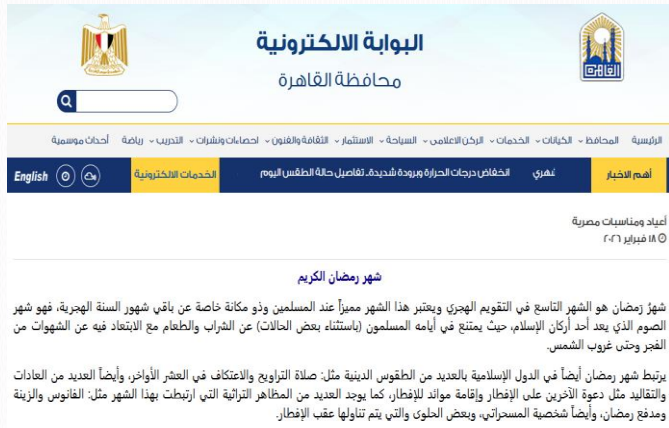 البوابة الالكترونية
محافظة القاهرة
القاهرة
الرئيسية المحافظ الكيانات الخدمات الركن الاعلامى السياحة الاستثمار الثقافة والفنون احصاءات ونشرات التدريب رياضة أحداث موسمية
أهم الاخبار
انخفاض درجات الحرارة وبرودة شديدة.. تفاصيل حالة الطقس اليوم
الخدمات الالكترونية
English
أعياد ومناسبات مصرية
١٨ فبراير ٢٠٢٦
شهر رمضان الكريم
شهرُ رَمضان هو الشهر التاسع في التقويم الهجري ويعتبر هذا الشهر مميزاً عند المسلمين وذو مكانة خاصة عن باقي شهور السنة الهجرية، فهو شهر
الصوم الذي يعد أحد أركان الإسلام، حيث يمتنع في أيامه المسلمون (باستثناء بعض الحالات) عن الشراب والطعام مع الابتعاد فيه عن الشهوات من
الفجر وحتى غروب الشمس.
يرتبط شهر رمضان أيضاً في الدول الإسلامية بالعديد من الطقوس الدينية مثل: صلاة التراويح والاعتكاف في العشر الأواخر، وأيضاً العديد من العادات
والتقاليد مثل دعوة الآخرين على الإفطار وإقامة موائد للإفطار، كما يوجد العديد من المظاهر التراثية التي ارتبطت بهذا الشهر مثل: الفانوس والزينة
ومدفع رمضان، وأيضاً شخصية المسحراتي، وبعض الحلوى والتي يتم تناولها عقب الإفطار.